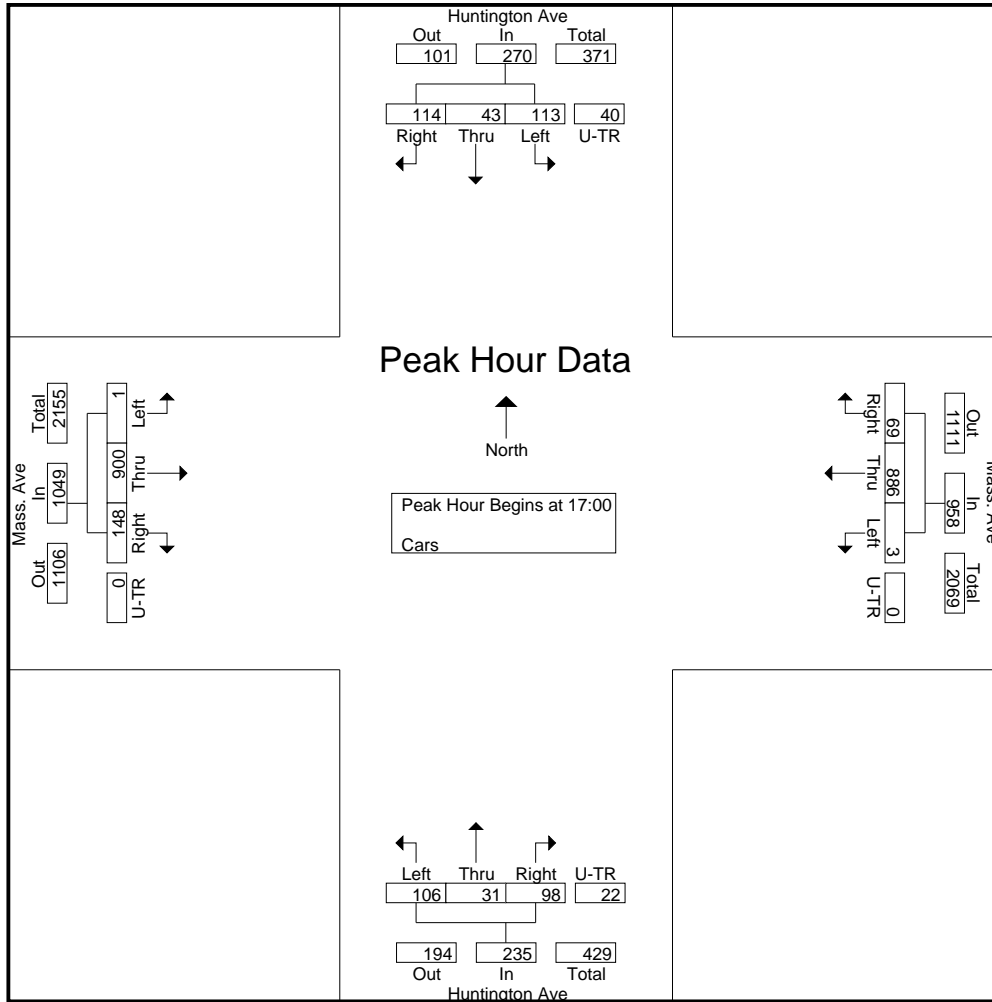 Huntington Ave
Out In Total
101 270 371
114 43 113 40
Right Thru Left U-TR
Peak Hour Data
North
Peak Hour Begins at 17:00
Cars
Mass. Ave
Total In Out
2155 1049 1106
1 900 148 0
Left Thru Right U-TR
Right Thru Left U-TR
69 886 3 0
Out In Total
1111 958 2069
Mass. Ave
Left Thru Right U-TR
106 31 98 22
194 235 429
Out In Total
Huntington Ave